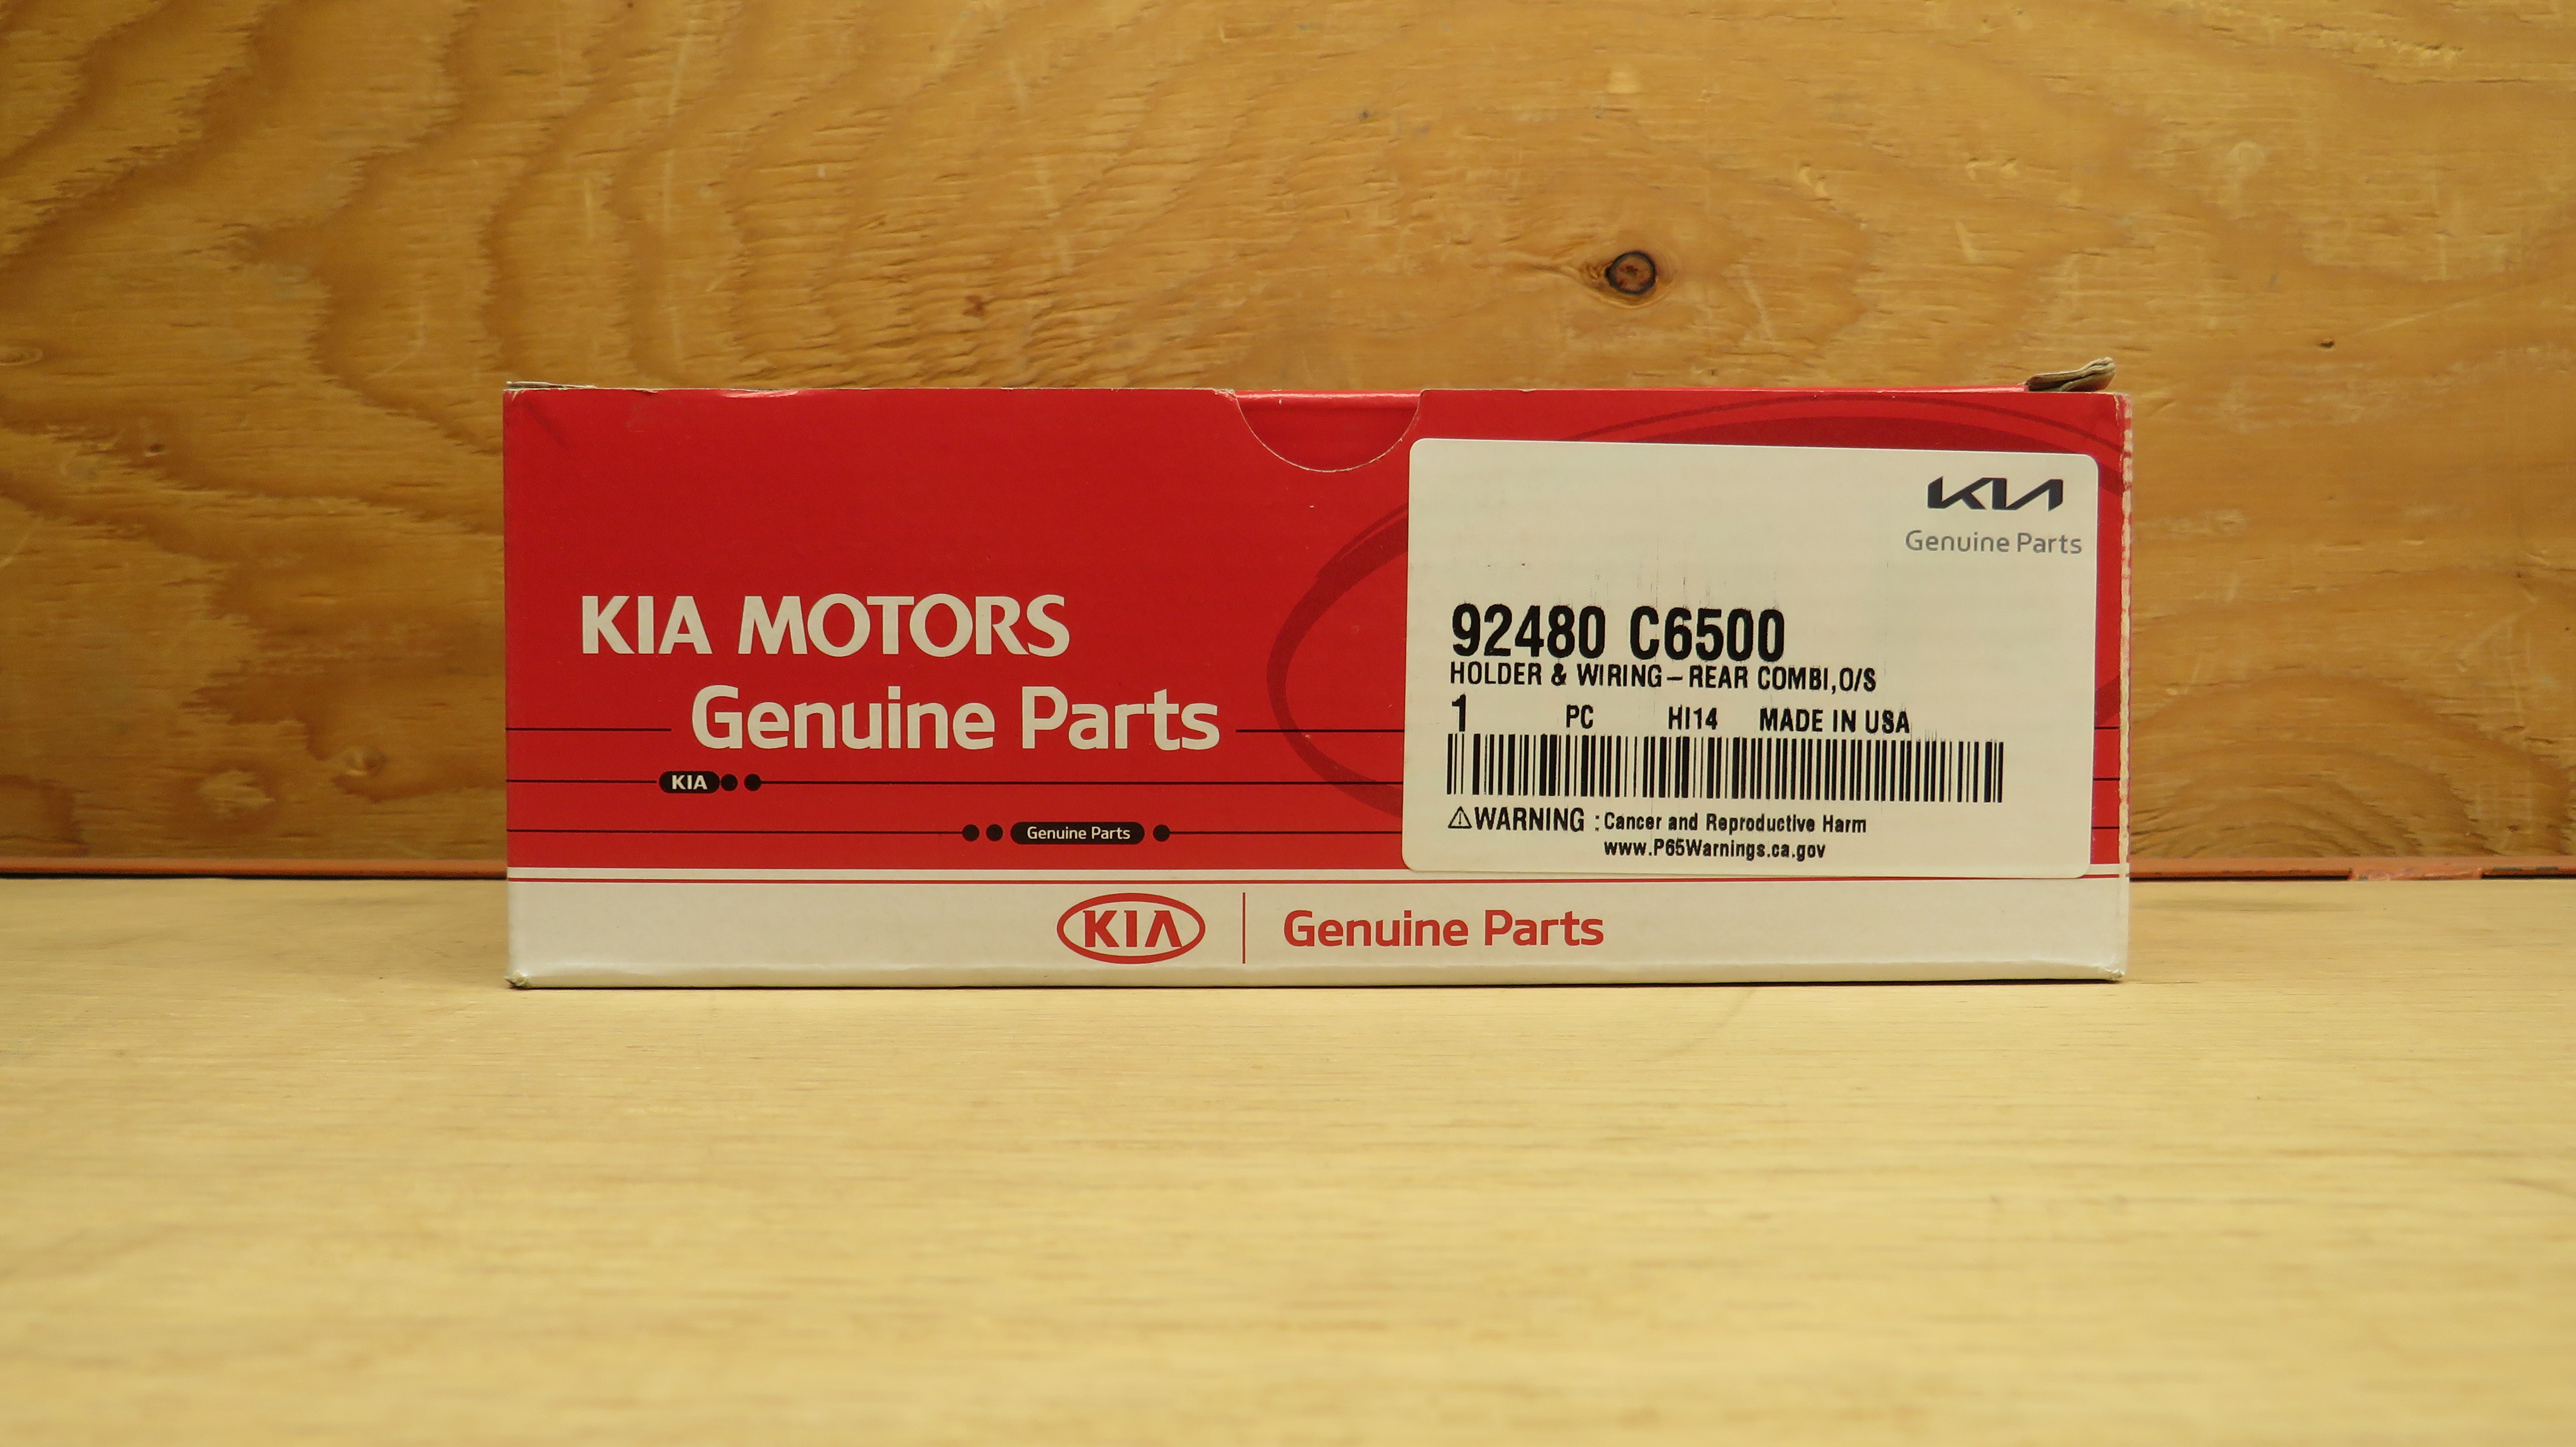 KIA MOTORS
Genuine Parts
KIA
Genuine Parts
KIA
Genuine Parts
92480 C6500
HOLDER & WIRING-REAR COMBI,O/S
1 PC HI14 MADE IN USA
⚠WARNING : Cancer and Reproductive Harm
www.P65Warnings.ca.gov
KIA Genuine Parts